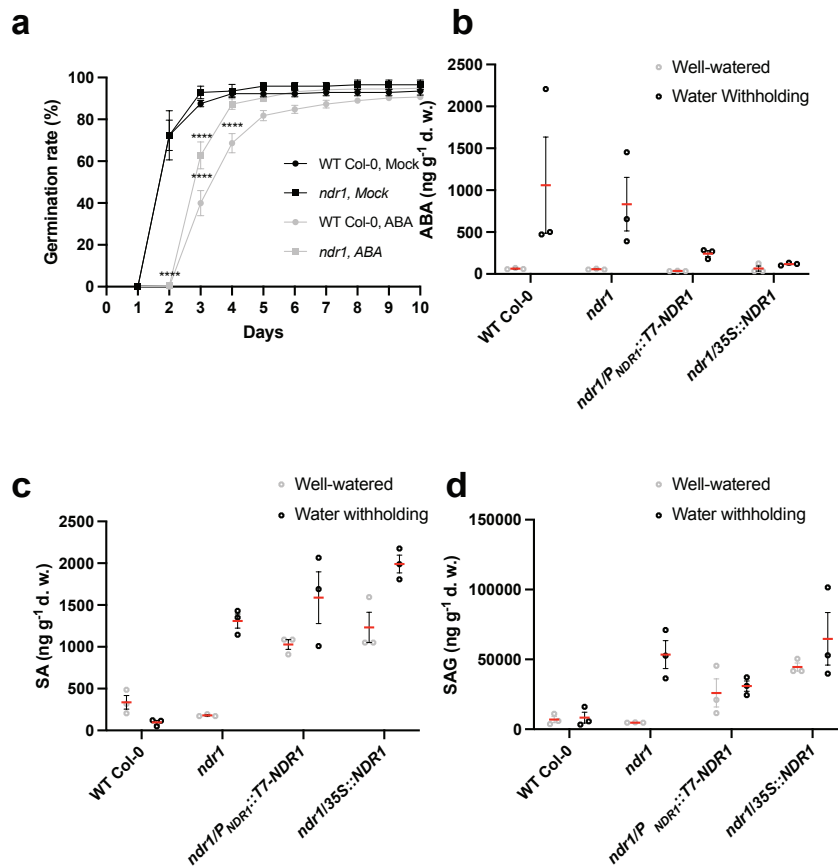 a
Germination rate (%)
100
80
60
40
20
0
0 1 2 3 4 5 6 7 8 9 10
Days
****
****
****
****
WT Col-0, Mock
ndr1, Mock
WT Col-0, ABA
ndr1, ABA
b
Well-watered
Water Withholding
ABA (ng g⁻¹ d. w.)
2500
2000
1500
1000
500
0
WT Col-0
ndr1
ndr1/P NDR1::T7-NDR1
ndr1/35S::NDR1
c
Well-watered
Water withholding
SA (ng g⁻¹ d. w.)
2500
2000
1500
1000
500
0
WT Col-0
ndr1
ndr1/P NDR1::T7-NDR1
ndr1/35S::NDR1
d
Well-watered
Water withholding
SAG (ng g⁻¹ d. w.)
150000
100000
50000
0
WT Col-0
ndr1
ndr1/P NDR1::T7-NDR1
ndr1/35S::NDR1